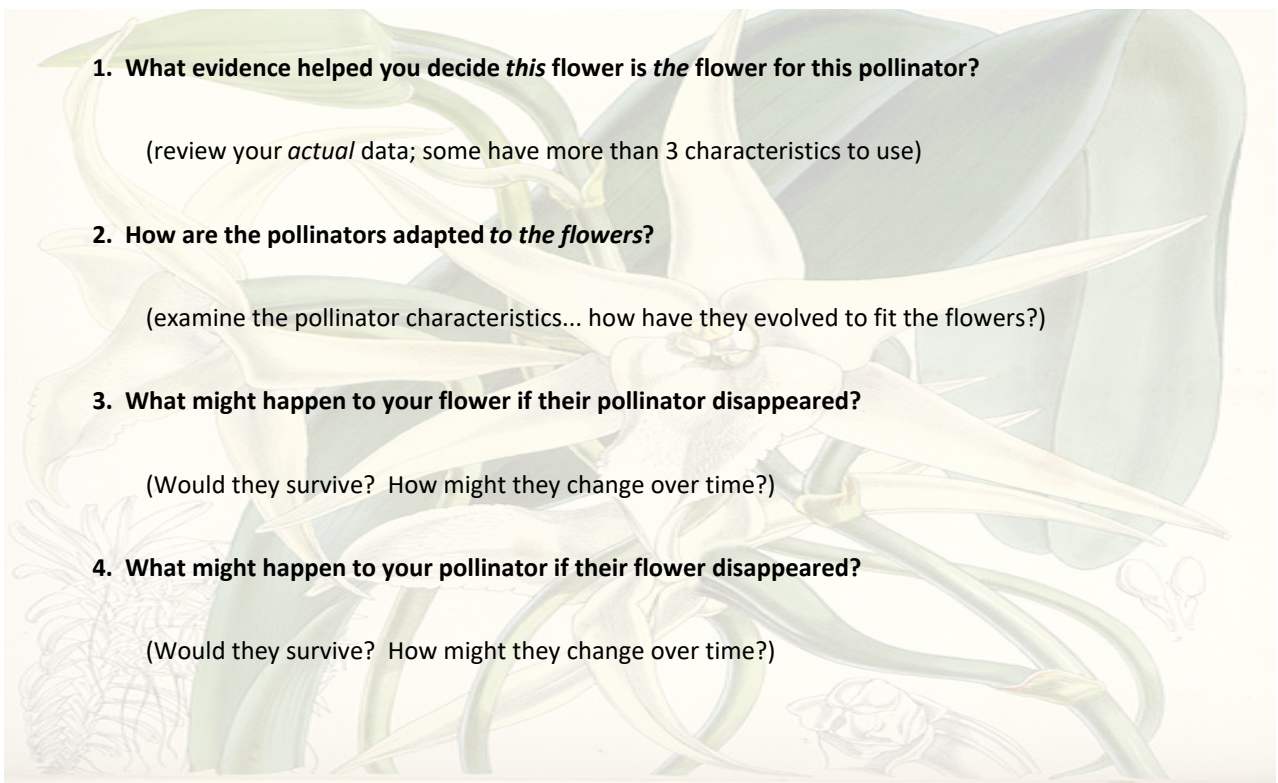 1. What evidence helped you decide this flower is the flower for this pollinator?
(review your actual data; some have more than 3 characteristics to use)
2. How are the pollinators adapted to the flowers?
(examine the pollinator characteristics... how have they evolved to fit the flowers?)
3. What might happen to your flower if their pollinator disappeared?
(Would they survive? How might they change over time?)
4. What might happen to your pollinator if their flower disappeared?
(Would they survive? How might they change over time?)